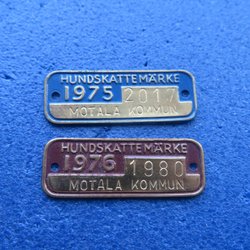 HUNDSKATTEMÄRKE
1975 2017
MOTALA KOMMUN
HUNDSKATTEMÄRKE
1976 1980
MOTALA KOMMUN